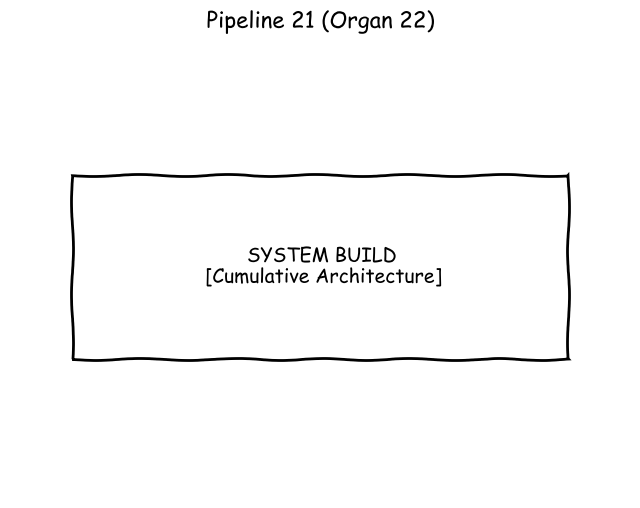 Pipeline 21 (Organ 22)
SYSTEM BUILD
[Cumulative Architecture]